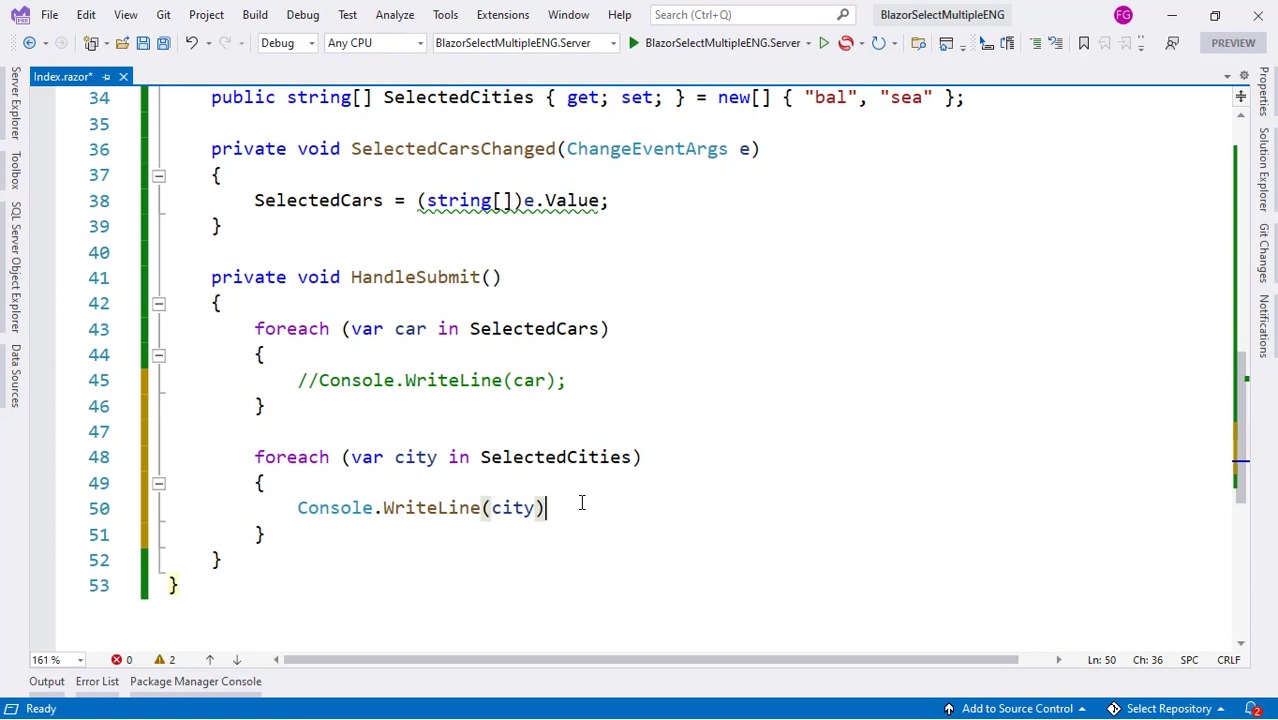 File Edit View Git Project Build Debug Test Analyze Tools Extensions Window Help Search (Ctrl+Q) BlazorSelectMultipleENG FG
Debug Any CPU BlazorSelectMultipleENG.Server BlazorSelectMultipleENG.Server PREVIEW
Index.razor*
Server Explorer
Toolbox
SQL Server Object Explorer
Data Sources
34 public string[] SelectedCities { get; set; } = new[] { "bal", "sea" };
35
36 private void SelectedCarsChanged(ChangeEventArgs e)
37 {
38 SelectedCars = (string[])e.Value;
39 }
40
41 private void HandleSubmit()
42 {
43 foreach (var car in SelectedCars)
44 {
45 //Console.WriteLine(car);
46 }
47
48 foreach (var city in SelectedCities)
49 {
50 Console.WriteLine(city)
51 }
52 }
53 }
Properties
Solution Explorer
Git Changes
Notifications
161 % 0 2 Ln: 50 Ch: 36 SPC CRLF
Output Error List Package Manager Console
Ready Add to Source Control Select Repository 2